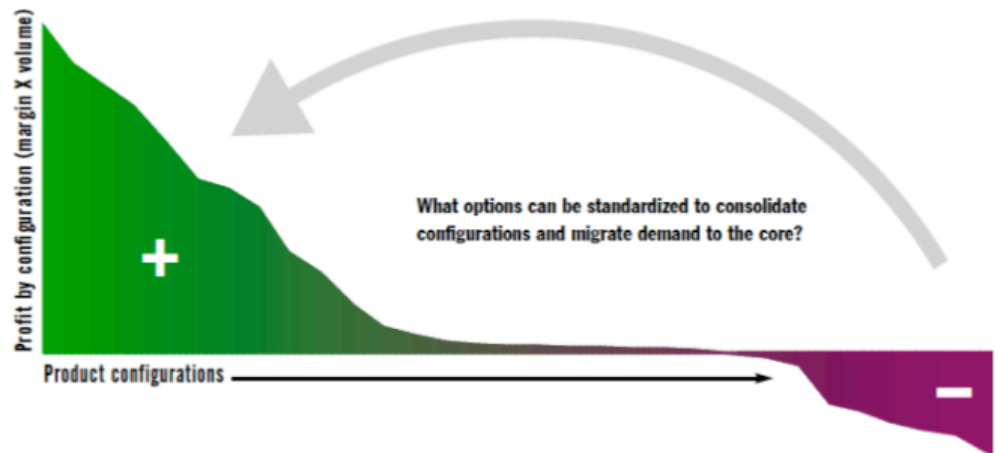 Profit by configuration (margin X volume)
What options can be standardized to consolidate
configurations and migrate demand to the core?
+
−
Product configurations